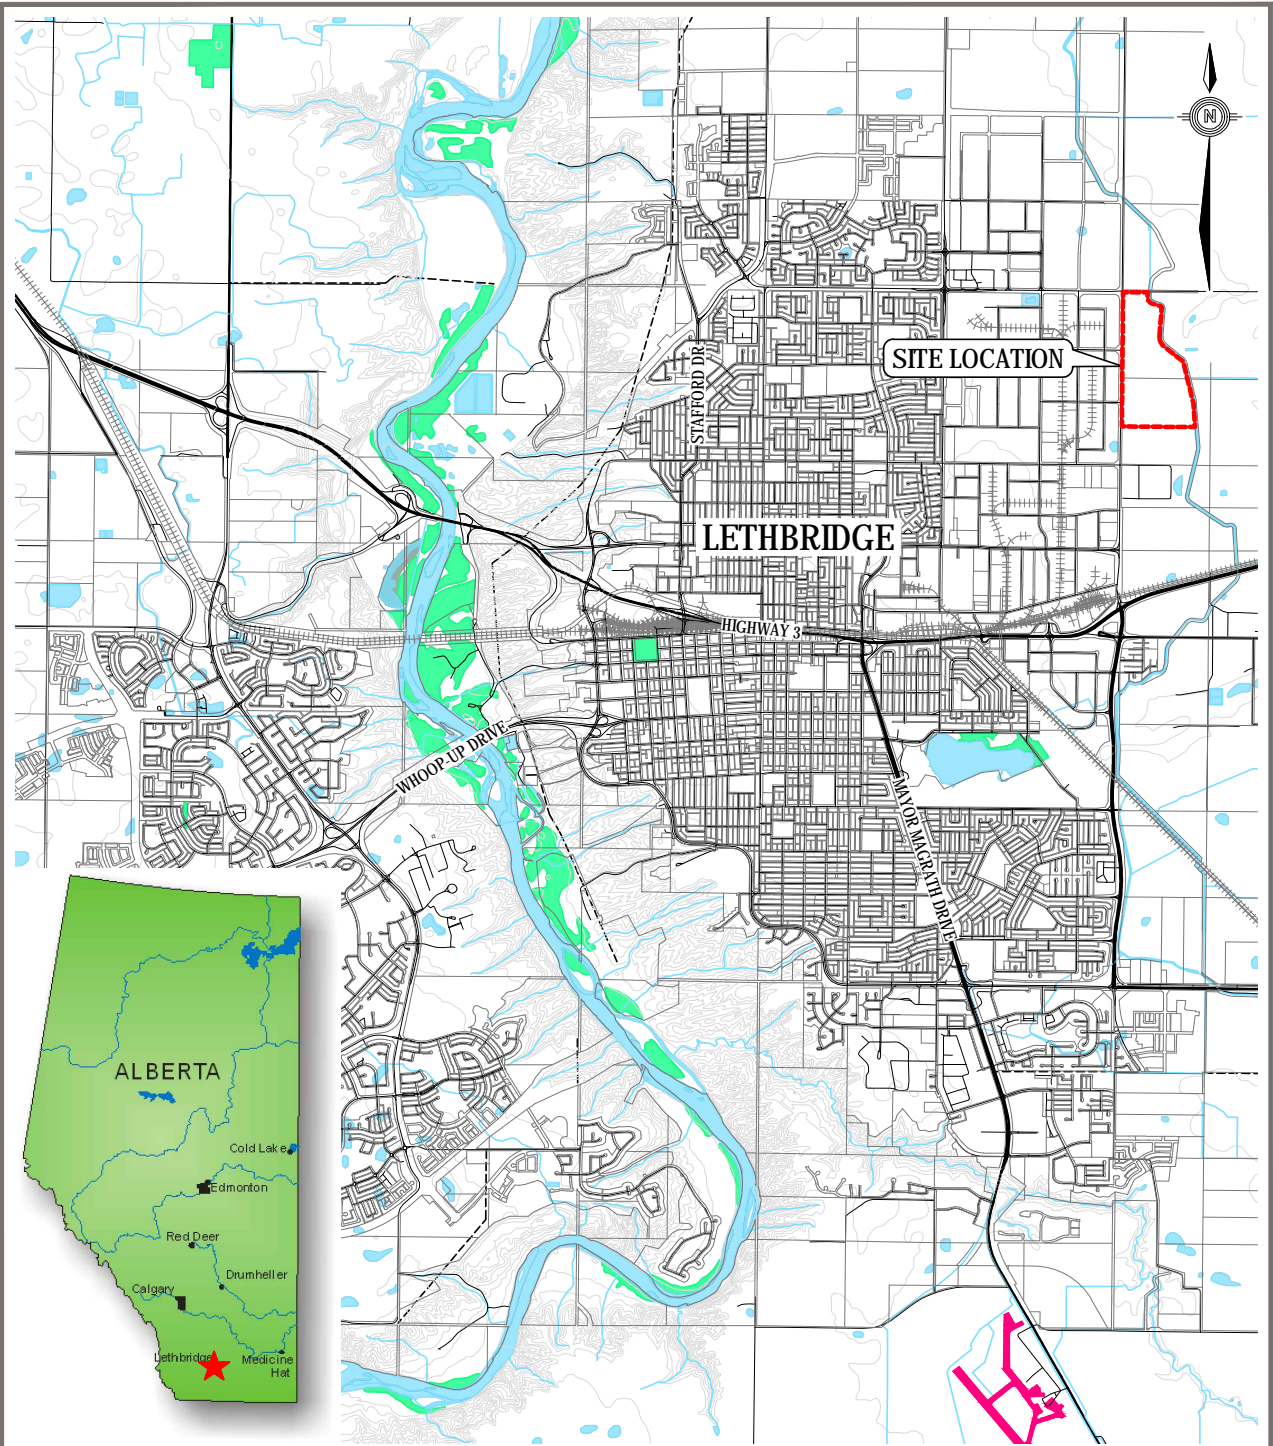 N
SITE LOCATION
STAFFORD DR.
LETHBRIDGE
HIGHWAY 3
WHOOP-UP DRIVE
MAYOR MAGRATH DRIVE
ALBERTA
Cold Lake
Edmonton
Red Deer
Drumheller
Calgary
Lethbridge
Medicine
Hat